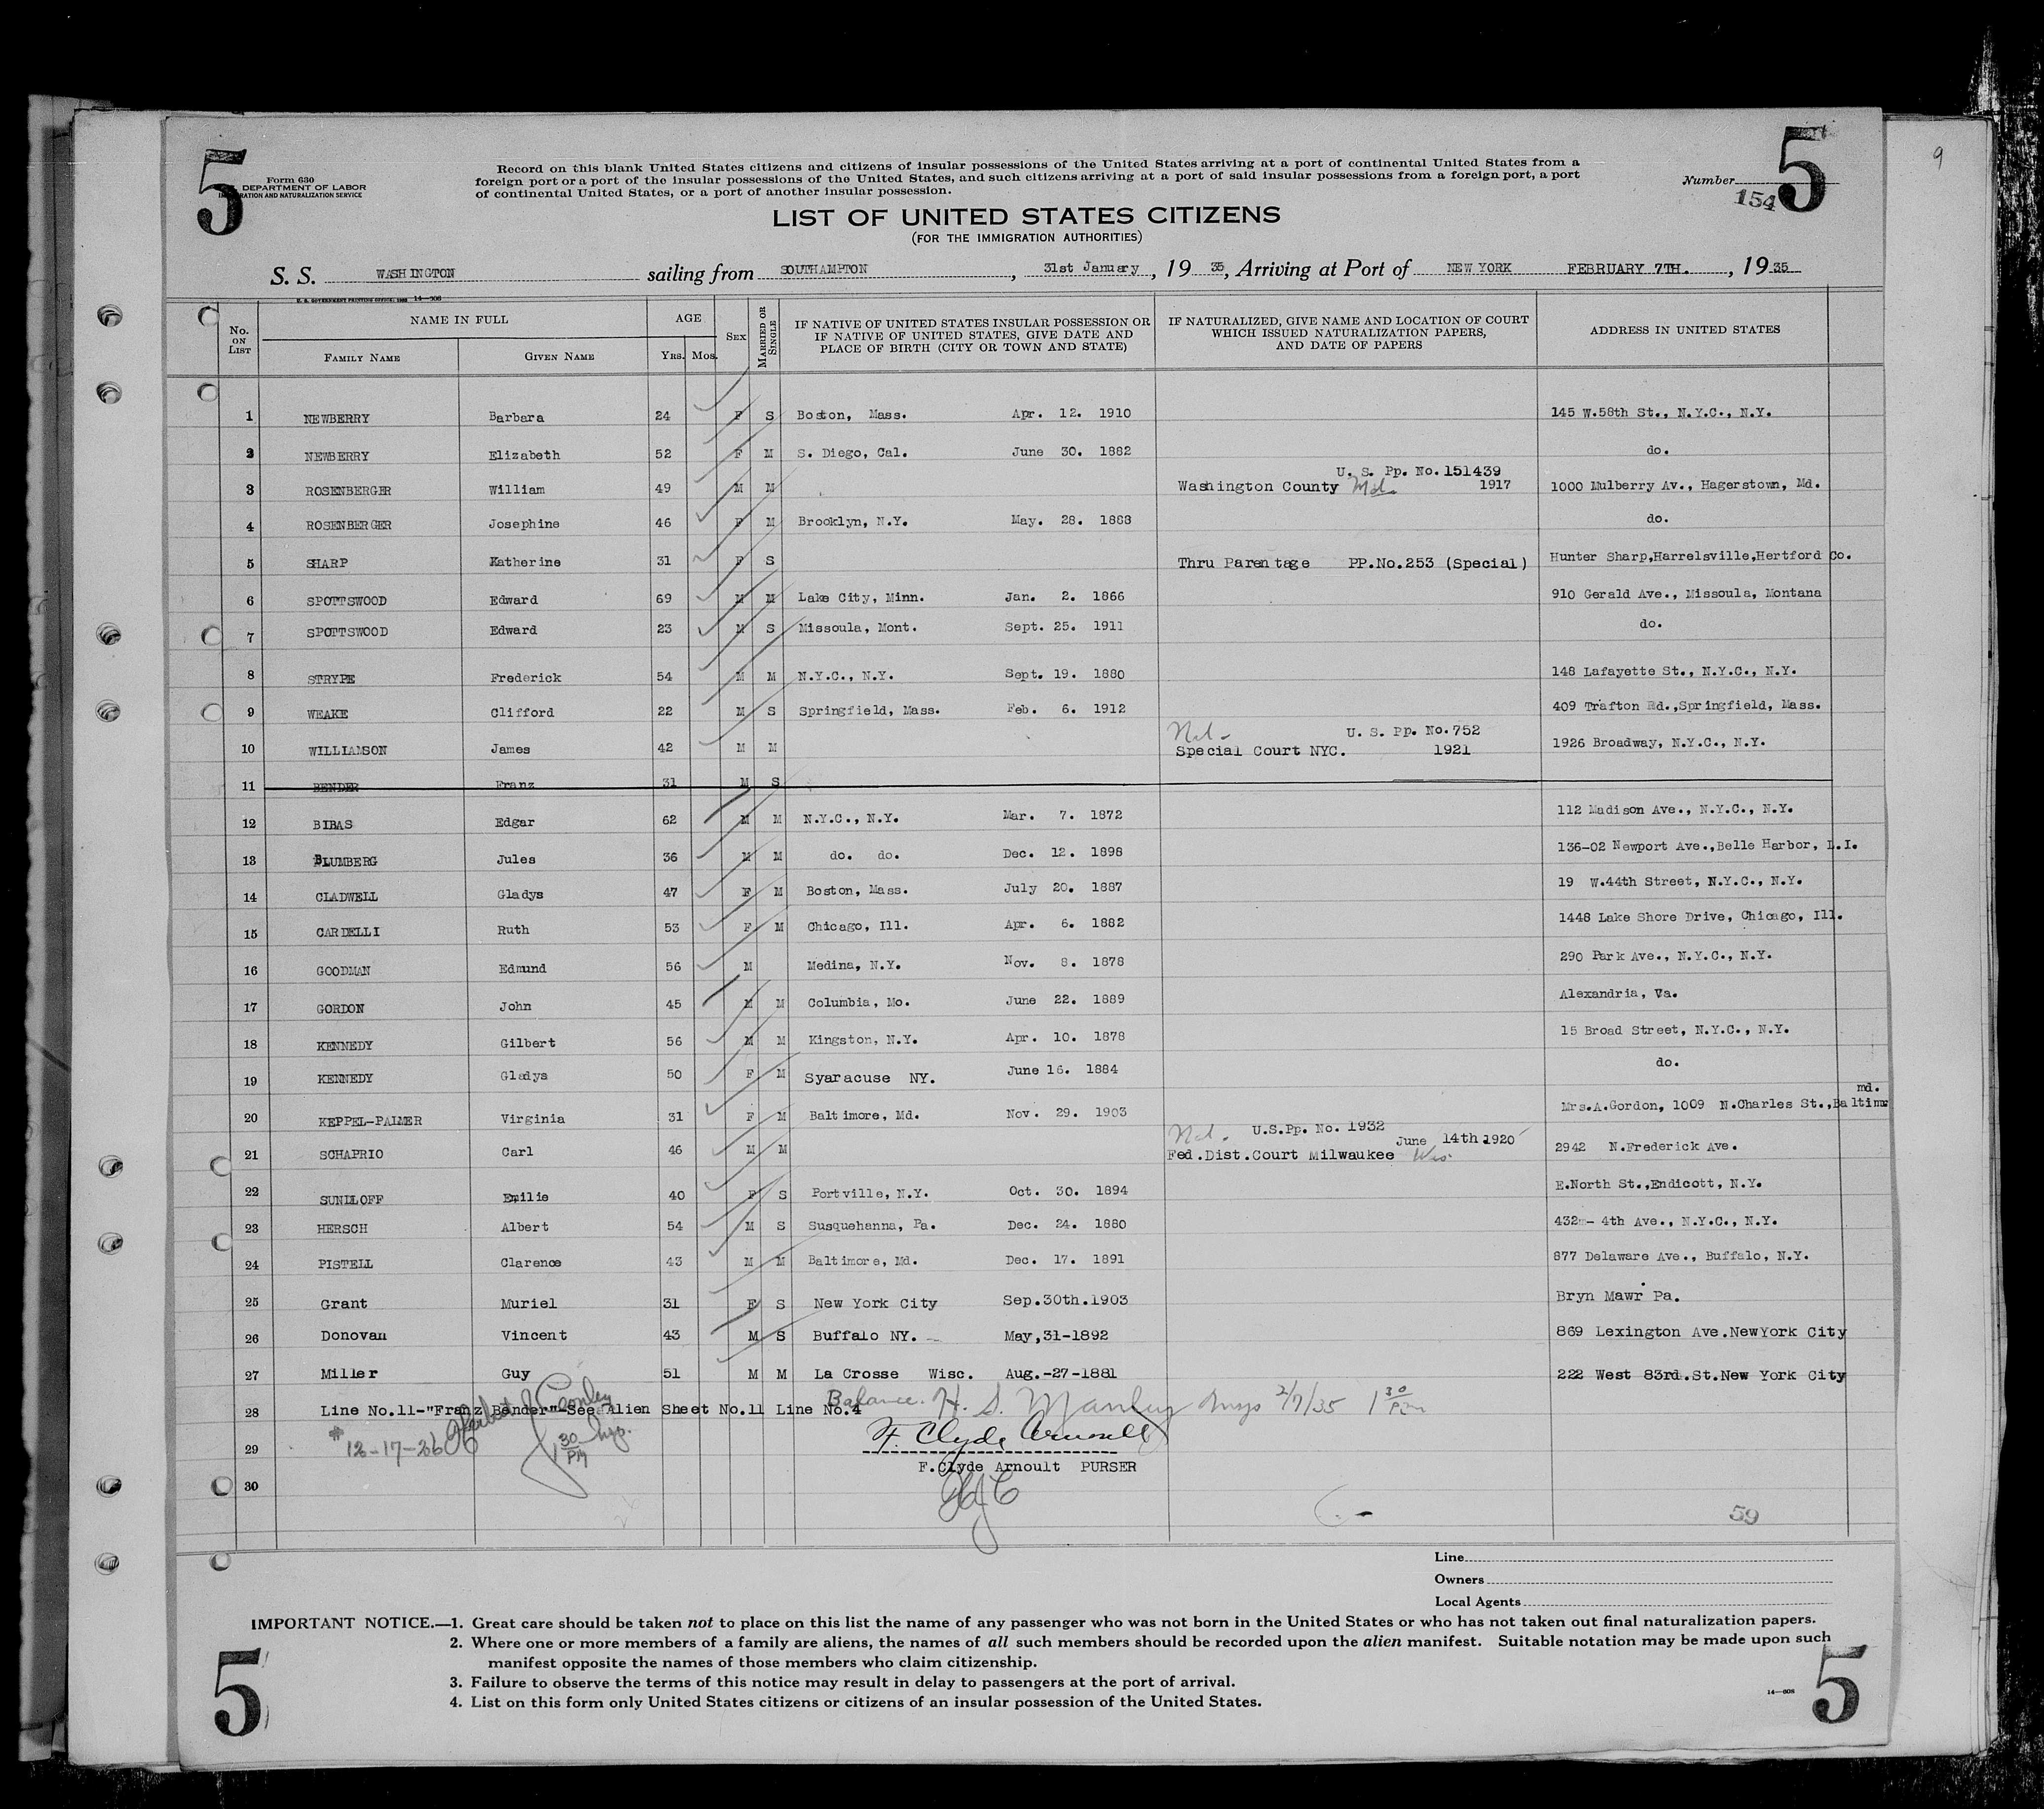 5 5
9
Form 630
DEPARTMENT OF LABOR
IMMIGRATION AND NATURALIZATION SERVICE
Record on this blank United States citizens and citizens of insular possessions of the United States arriving at a port of continental United States from a
foreign port or a port of the insular possessions of the United States, and such citizens arriving at a port of said insular possessions from a foreign port, a port
of continental United States, or a port of another insular possession.
Number
154
LIST OF UNITED STATES CITIZENS
(FOR THE IMMIGRATION AUTHORITIES)
S. S. WASHINGTON sailing from SOUTHAMPTON, 31st January, 19 35, Arriving at Port of NEW YORK FEBRUARY 7TH., 19 35
No. ON LIST NAME IN FULL FAMILY NAME GIVEN NAME AGE YRS. MOS. SEX MARRIED OR SINGLE IF NATIVE OF UNITED STATES INSULAR POSSESSION OR IF NATIVE OF UNITED STATES, GIVE DATE AND PLACE OF BIRTH (CITY OR TOWN AND STATE) IF NATURALIZED, GIVE NAME AND LOCATION OF COURT WHICH ISSUED NATURALIZATION PAPERS, AND DATE OF PAPERS ADDRESS IN UNITED STATES
1 NEWBERRY Barbara 24 F S Boston, Mass. Apr. 12. 1910 145 W.58th St., N.Y.C., N.Y.
2 NEWBERRY Elizabeth 52 F M S. Diego, Cal. June 30. 1882 do.
U. S. Pp. No.151439
3 ROSENBERGER William 49 M M Washington County Md. 1917 1000 Mulberry Av., Hagerstown, Md.
4 ROSENBERGER Josephine 46 F M Brooklyn, N.Y. May. 28. 1888 do.
5 SHARP Katherine 31 F S Thru Parentage PP.No.253 (Special) Hunter Sharp,Harrelsville,Hertford Co.
6 SPOTTSWOOD Edward 69 M M Lake City, Minn. Jan. 2. 1866 910 Gerald Ave., Missoula, Montana
7 SPOTTSWOOD Edward 23 M S Missoula, Mont. Sept. 25. 1911 do.
8 STRYPE Frederick 54 M M N.Y.C., N.Y. Sept. 19. 1880 148 Lafayette St., N.Y.C., N.Y.
9 WEAKE Clifford 22 M S Springfield, Mass. Feb. 6. 1912 409 Trafton Rd.,Springfield, Mass.
Nat- U. S. Pp. No.752
10 WILLIAMSON James 42 M M Special Court NYC. 1921 1926 Broadway, N.Y.C., N.Y.
11 BENDER Franz 31 M S
12 BIBAS Edgar 62 M M N.Y.C., N.Y. Mar. 7. 1872 112 Madison Ave., N.Y.C., N.Y.
13 BLUMBERG Jules 36 M M do. do. Dec. 12. 1898 136-02 Newport Ave.,Belle Harbor, L.I.
14 CLADWELL Gladys 47 F M Boston, Mass. July 20. 1887 19 W.44th Street, N.Y.C., N.Y.
15 CARDELLI Ruth 53 F M Chicago, Ill. Apr. 6. 1882 1448 Lake Shore Drive, Chicago, Ill.
16 GOODMAN Edmund 56 M Medina, N.Y. Nov. 8. 1878 290 Park Ave., N.Y.C., N.Y.
17 GORDON John 45 M M Columbia, Mo. June 22. 1889 Alexandria, Va.
18 KENNEDY Gilbert 56 M M Kingston, N.Y. Apr. 10. 1878 15 Broad Street, N.Y.C., N.Y.
19 KENNEDY Gladys 50 F M Syaracuse NY. June 16. 1884 do.
md.
20 KEPPEL-PALMER Virginia 31 F M Baltimore, Md. Nov. 29. 1903 Mrs.A.Gordon, 1009 N.Charles St.,Baltimr
Nat. U.S.Pp. No. 1932 June 14th 1920
21 SCHAPRIO Carl 46 M M Fed.Dist.Court Milwaukee Wis. 2942 N.Frederick Ave.
22 SUNILOFF Emilie 40 F S Portville, N.Y. Oct. 30. 1894 E.North St.,Endicott, N.Y.
23 HERSCH Albert 54 M S Susquehanna, Pa. Dec. 24. 1880 432- 4th Ave., N.Y.C., N.Y.
24 PISTELL Clarence 43 M M Baltimore, Md. Dec. 17. 1891 877 Delaware Ave., Buffalo, N.Y.
25 Grant Muriel 31 F S New York City Sep.30th.1903 Bryn Mawr Pa.
26 Donovan Vincent 43 M S Buffalo NY. May,31-1892 869 Lexington Ave.NewYork City
27 Miller Guy 51 M M La Crosse Wisc. Aug.-27-1881 222 West 83rd.St.New York City
28 Line No.11-"Franz Bender"-See Alien Sheet No.11 Line No.4
Balance. H. S. Manley Insp 2/7/35 1 30 Pm
12-17-26 Herbert J Conley Insp. 1 30 PM
F. Clyde Arnoult
29
F.Clyde Arnoult PURSER
HJC
30
59
Line
Owners
Local Agents
IMPORTANT NOTICE.—1. Great care should be taken not to place on this list the name of any passenger who was not born in the United States or who has not taken out final naturalization papers.
2. Where one or more members of a family are aliens, the names of all such members should be recorded upon the alien manifest. Suitable notation may be made upon such
manifest opposite the names of those members who claim citizenship.
3. Failure to observe the terms of this notice may result in delay to passengers at the port of arrival.
4. List on this form only United States citizens or citizens of an insular possession of the United States.
5 5